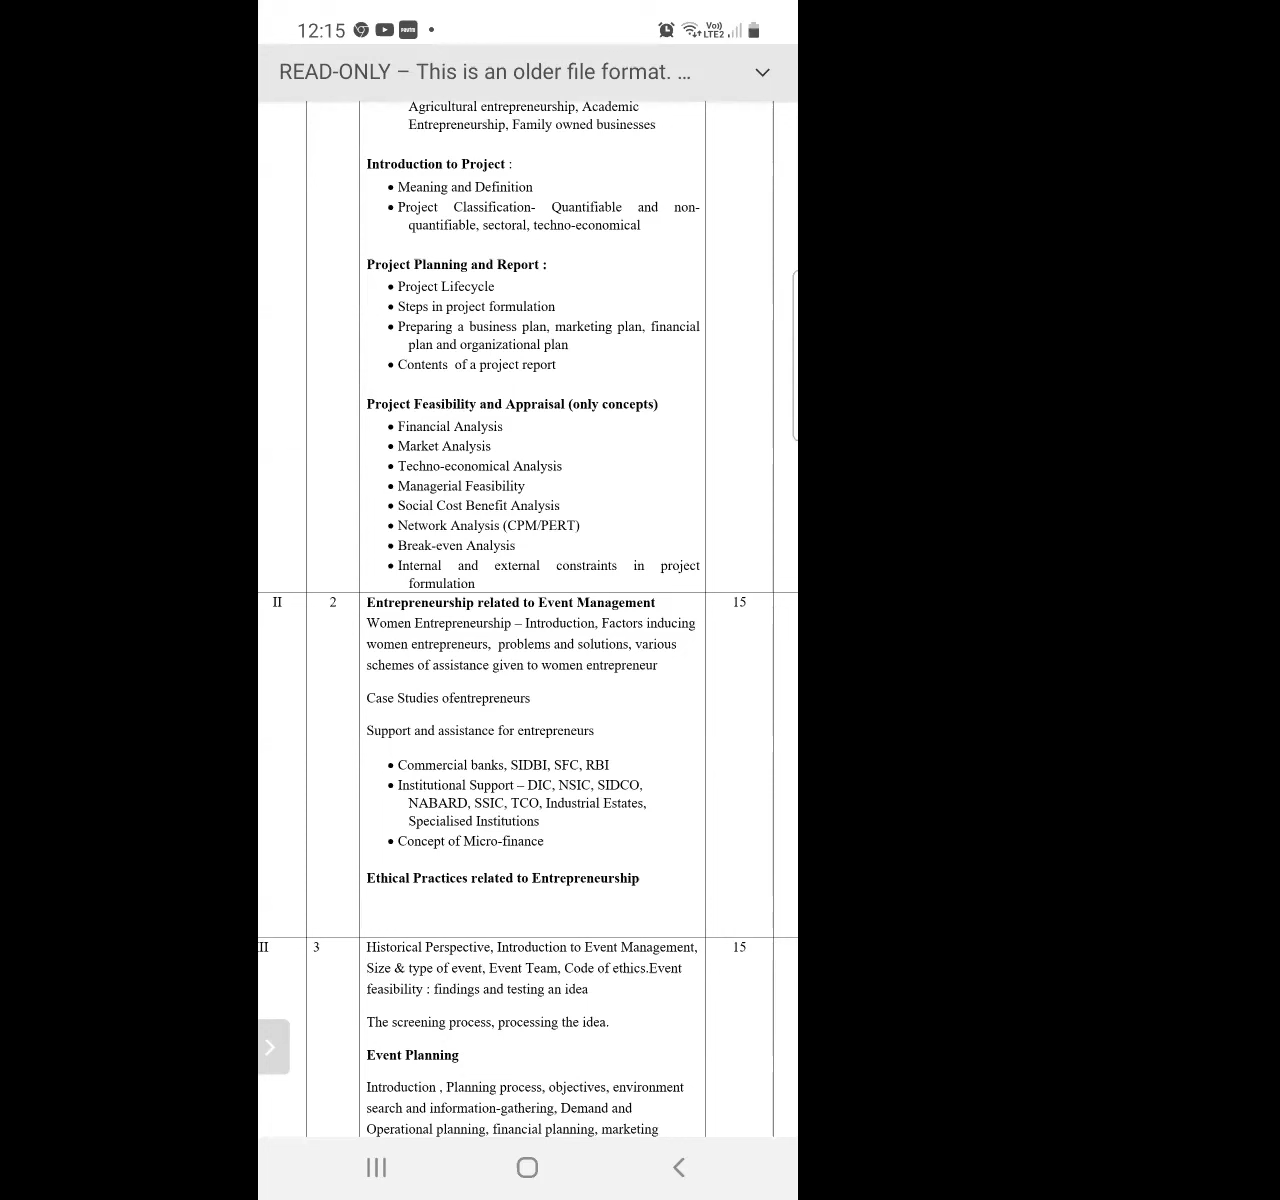 12:15
Vo))
LTE2
READ-ONLY – This is an older file format. ...
Agricultural entrepreneurship, Academic
Entrepreneurship, Family owned businesses
Introduction to Project :
• Meaning and Definition
• Project Classification- Quantifiable and non-
quantifiable, sectoral, techno-economical
Project Planning and Report :
• Project Lifecycle
• Steps in project formulation
• Preparing a business plan, marketing plan, financial
plan and organizational plan
• Contents of a project report
Project Feasibility and Appraisal (only concepts)
• Financial Analysis
• Market Analysis
• Techno-economical Analysis
• Managerial Feasibility
• Social Cost Benefit Analysis
• Network Analysis (CPM/PERT)
• Break-even Analysis
• Internal and external constraints in project
formulation
II 2 Entrepreneurship related to Event Management 15
Women Entrepreneurship – Introduction, Factors inducing
women entrepreneurs, problems and solutions, various
schemes of assistance given to women entrepreneur
Case Studies ofentrepreneurs
Support and assistance for entrepreneurs
• Commercial banks, SIDBI, SFC, RBI
• Institutional Support – DIC, NSIC, SIDCO,
NABARD, SSIC, TCO, Industrial Estates,
Specialised Institutions
• Concept of Micro-finance
Ethical Practices related to Entrepreneurship
II 3 Historical Perspective, Introduction to Event Management, 15
Size & type of event, Event Team, Code of ethics.Event
feasibility : findings and testing an idea
The screening process, processing the idea.
Event Planning
Introduction , Planning process, objectives, environment
search and information-gathering, Demand and
Operational planning, financial planning, marketing